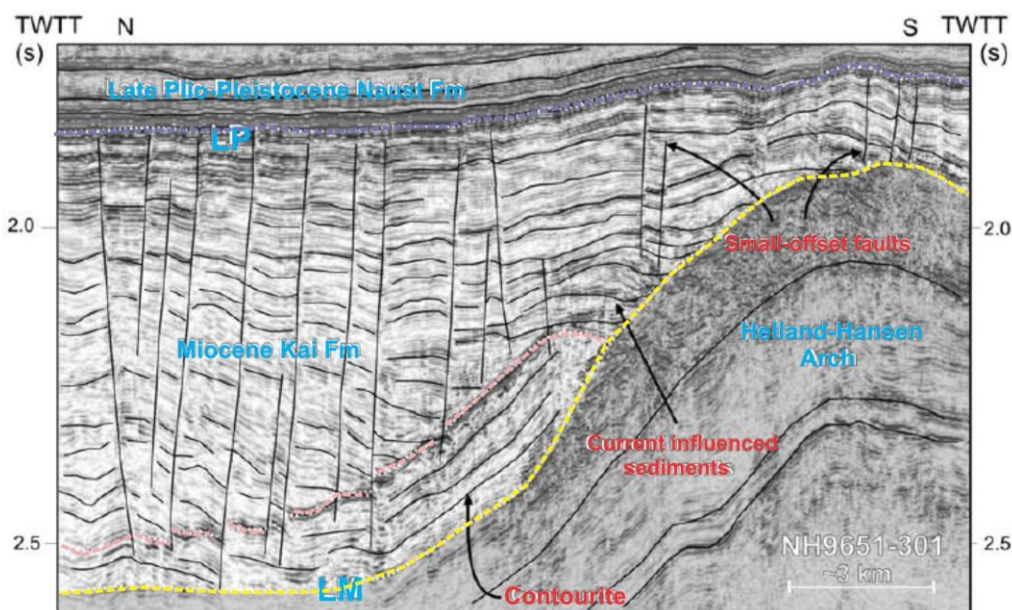 TWTT N S TWTT
(s) (s)
Late Plio-Pleistocene Naust Fm
LP
2.0 2.0
Small-offset faults
Miocene Kai Fm
Helland-Hansen
Arch
Current influenced
sediments
2.5 2.5
NH9651-301
~3 km
LM
Contourite